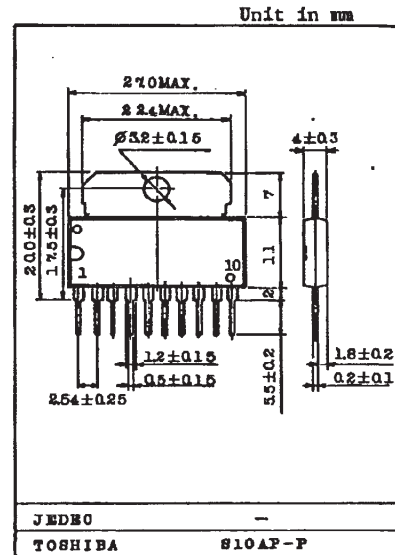 Unit in mm
27.0MAX.
22.4MAX.
Ø3.2±0.15
4±0.3
20.0±0.3
17.5±0.3
7
11
2
1
10
1.2±0.15
0.5±0.15
2.54±0.25
5.5±0.2
1.8±0.2
0.2±0.1
JEDEC —
TOSHIBA S10AP-P